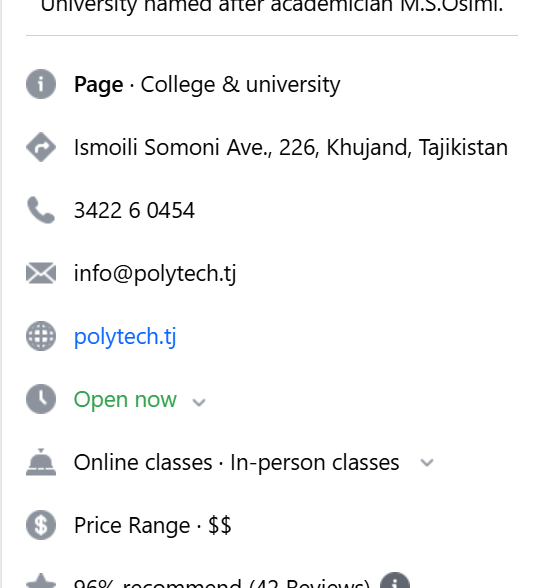 University named after academician M.S.Osimi.
Page · College & university
Ismoili Somoni Ave., 226, Khujand, Tajikistan
3422 6 0454
info@polytech.tj
polytech.tj
Open now
Online classes · In-person classes
Price Range · $$
96% recommend (42 Reviews)